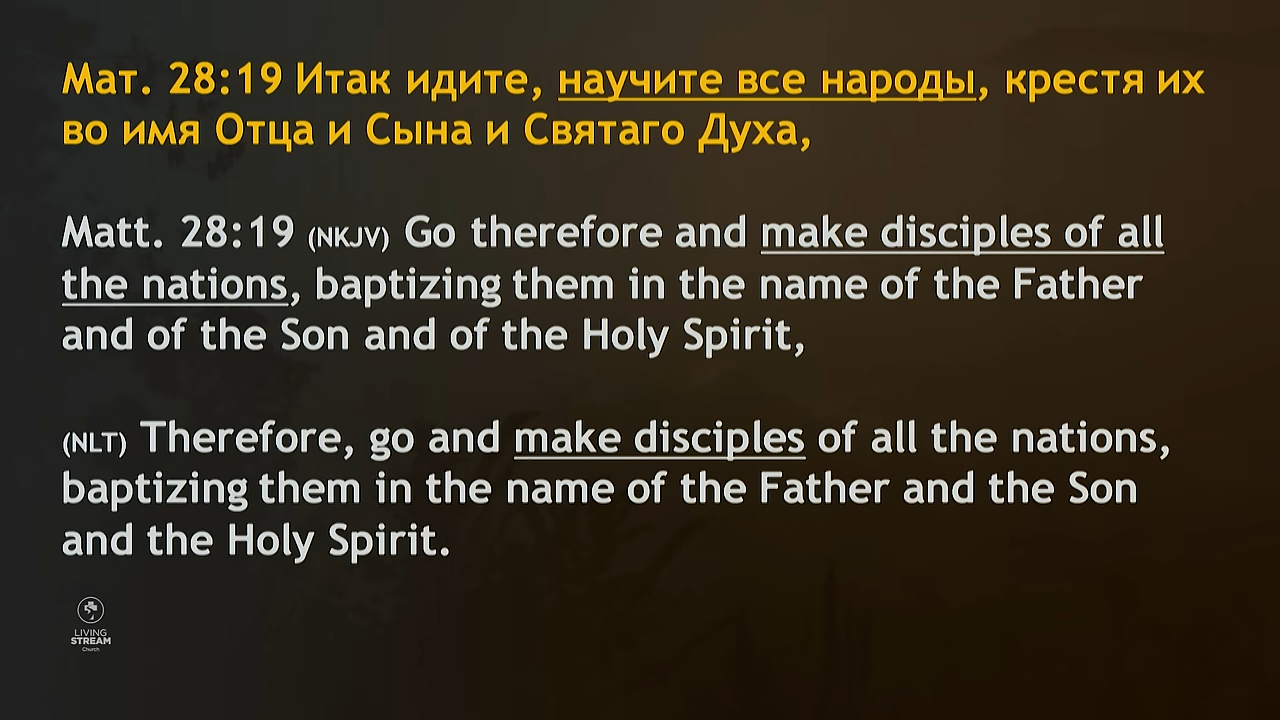 Мат. 28:19 Итак идите, научите все народы, крестя их
во имя Отца и Сына и Святаго Духа,
Matt. 28:19 (NKJV) Go therefore and make disciples of all
the nations, baptizing them in the name of the Father
and of the Son and of the Holy Spirit,
(NLT) Therefore, go and make disciples of all the nations,
baptizing them in the name of the Father and the Son
and the Holy Spirit.
LIVING
STREAM
Church